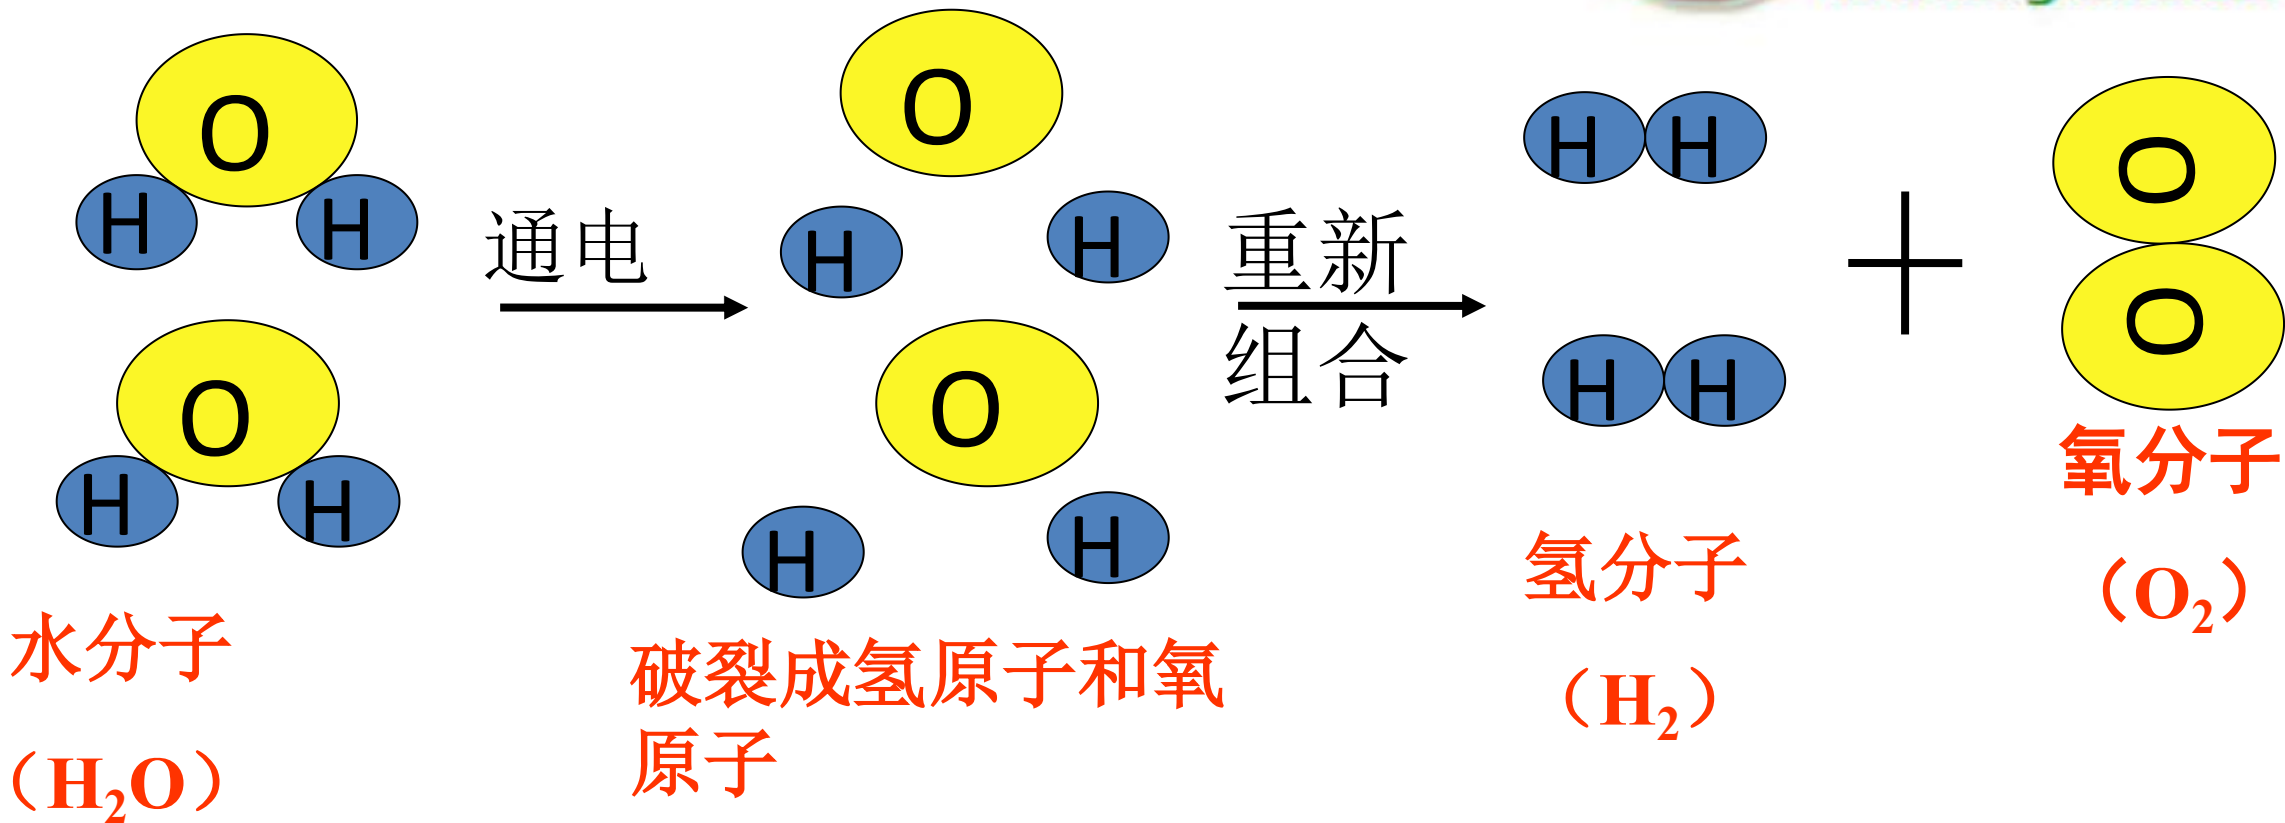 O
H H
O
H H
水分子
（H₂O）
通电
O
H H
O
H H
破裂成氢原子和氧
原子
重新
组合
H H
H H
氢分子
（H₂）
O
O
氧分子
（O₂）